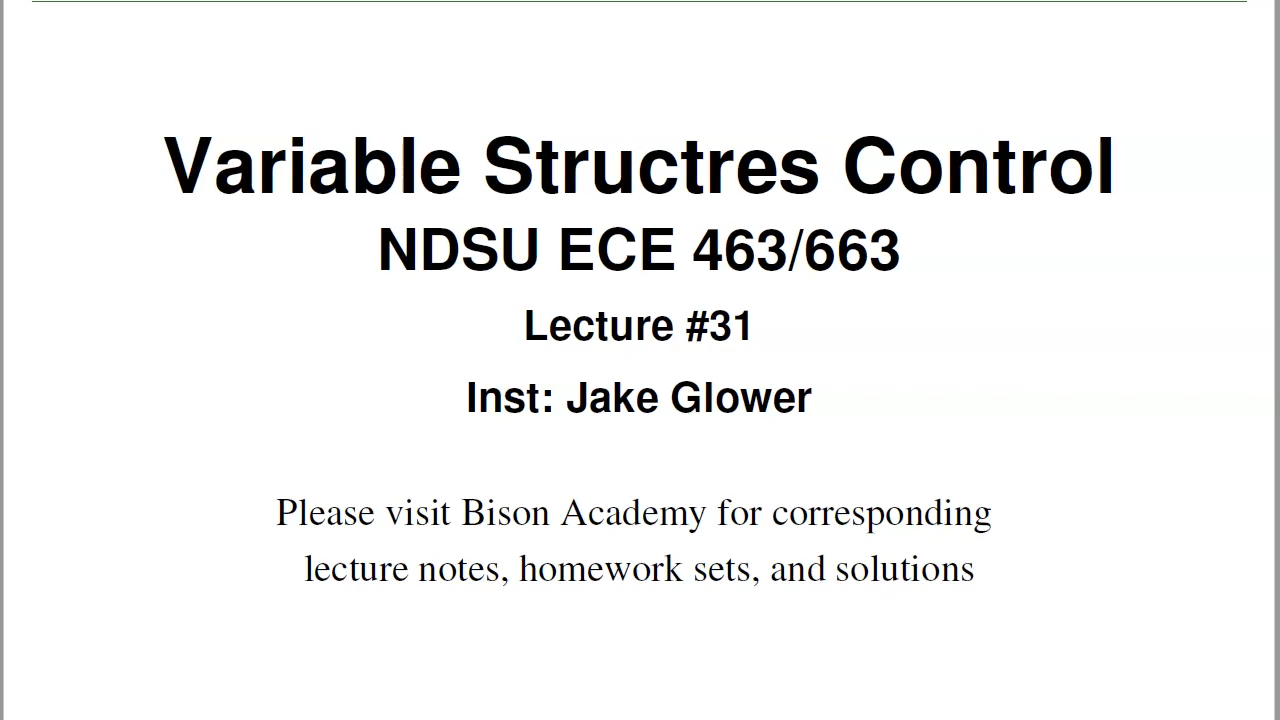 Variable Structres Control
NDSU ECE 463/663
Lecture #31
Inst: Jake Glower
Please visit Bison Academy for corresponding
lecture notes, homework sets, and solutions